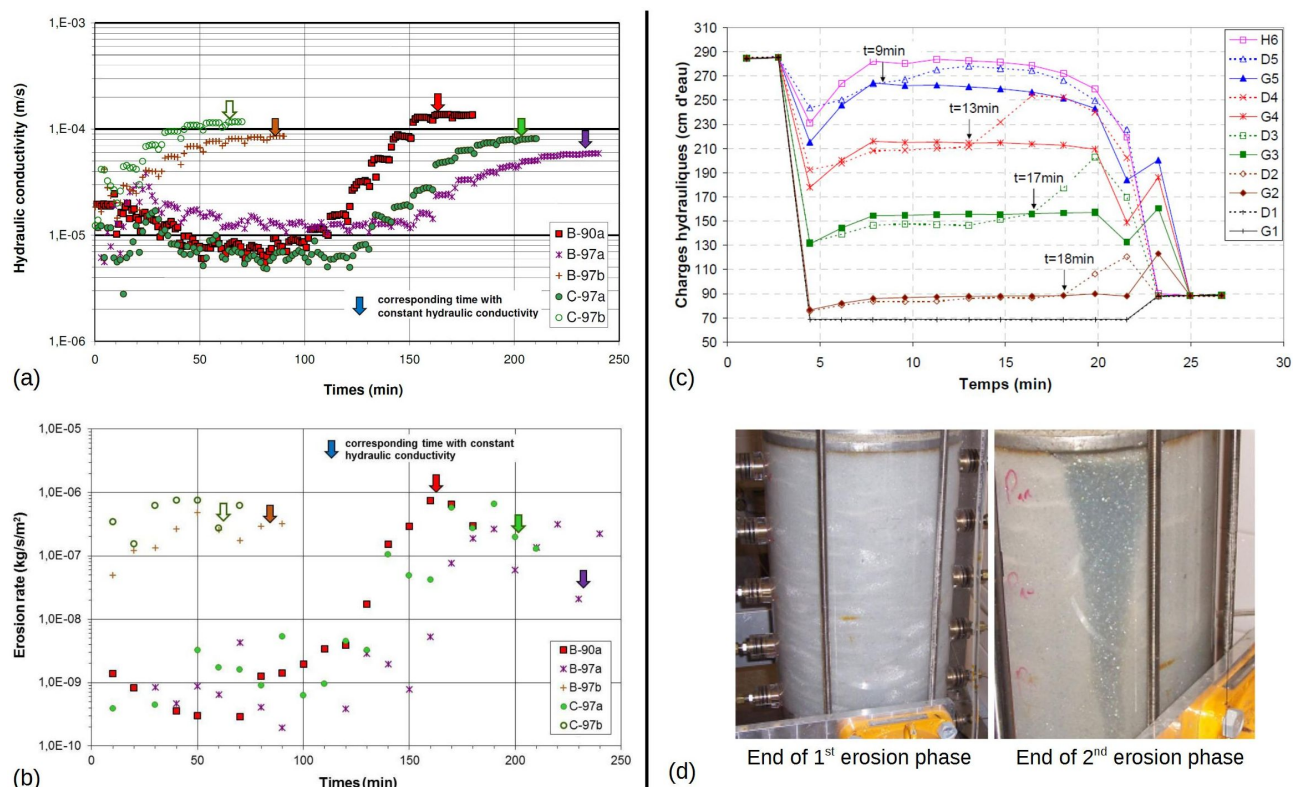 1,E-03
1,E-04
1,E-05
1,E-06
Hydraulic conductivity (m/s)
B-90a
B-97a
B-97b
C-97a
C-97b
corresponding time with
constant hydraulic conductivity
0 50 100 150 200 250
Times (min)
(a)
1,0E-05
1,0E-06
1,0E-07
1,0E-08
1,0E-09
1,0E-10
Erosion rate (kg/s/m²)
corresponding time with constant
hydraulic conductivity
B-90a
B-97a
B-97b
C-97a
C-97b
0 50 100 150 200 250
Times (min)
(b)
310
290
270
250
230
210
190
170
150
130
110
90
70
50
Charges hydrauliques (cm d'eau)
t=9min
t=13min
t=17min
t=18min
H6
D5
G5
D4
G4
D3
G3
D2
G2
D1
G1
0 5 10 15 20 25 30
Temps (min)
(c)
End of 1st erosion phase
End of 2nd erosion phase
(d)